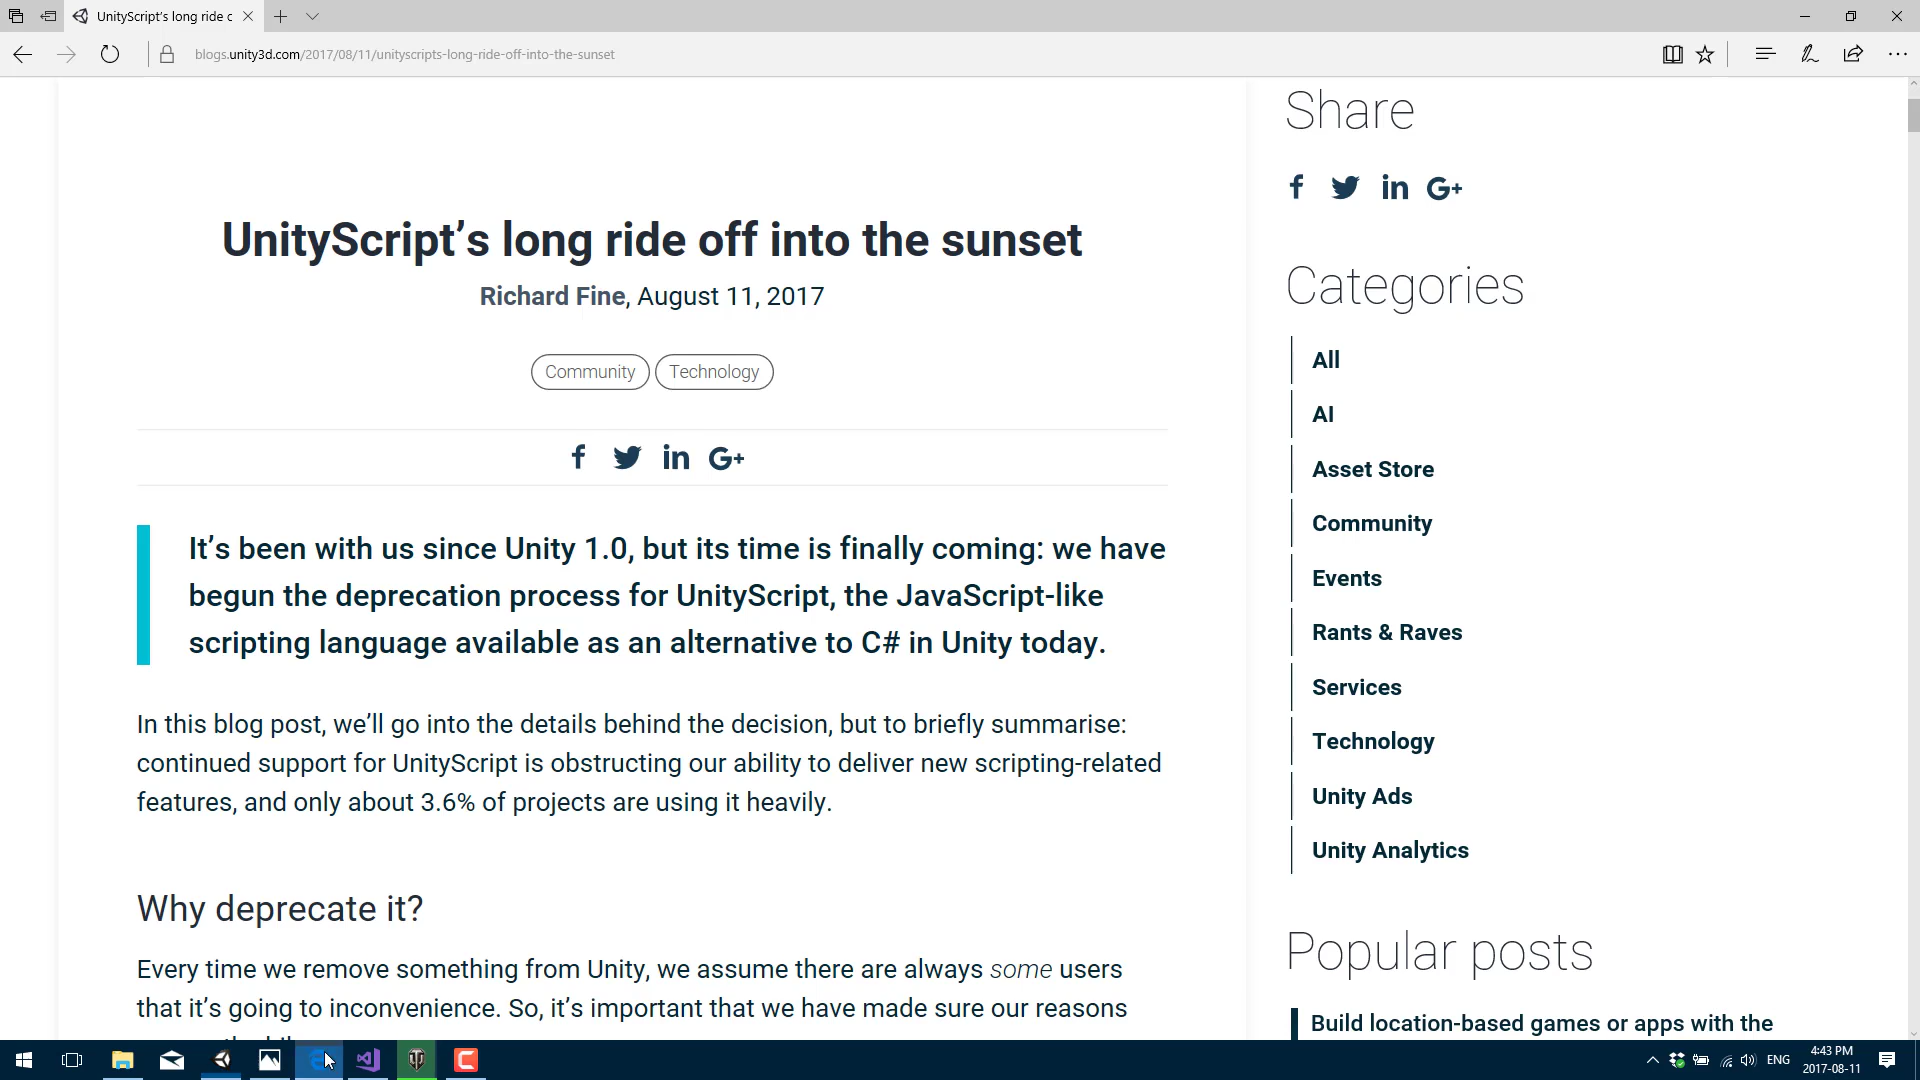 UnityScript's long ride c
blogs.unity3d.com/2017/08/11/unityscripts-long-ride-off-into-the-sunset
UnityScript’s long ride off into the sunset
Richard Fine, August 11, 2017
Community Technology
It’s been with us since Unity 1.0, but its time is finally coming: we have
begun the deprecation process for UnityScript, the JavaScript-like
scripting language available as an alternative to C# in Unity today.
In this blog post, we’ll go into the details behind the decision, but to briefly summarise:
continued support for UnityScript is obstructing our ability to deliver new scripting-related
features, and only about 3.6% of projects are using it heavily.
Why deprecate it?
Every time we remove something from Unity, we assume there are always some users
that it’s going to inconvenience. So, it’s important that we have made sure our reasons
Share
f in G+
Categories
All
AI
Asset Store
Community
Events
Rants & Raves
Services
Technology
Unity Ads
Unity Analytics
Popular posts
Build location-based games or apps with the
f in G+
ENG
4:43 PM
2017-08-11